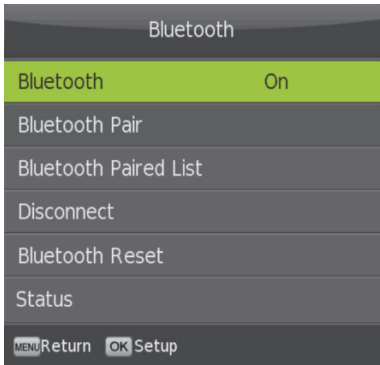 Bluetooth
Bluetooth On
Bluetooth Pair
Bluetooth Paired List
Disconnect
Bluetooth Reset
Status
MENU Return OK Setup